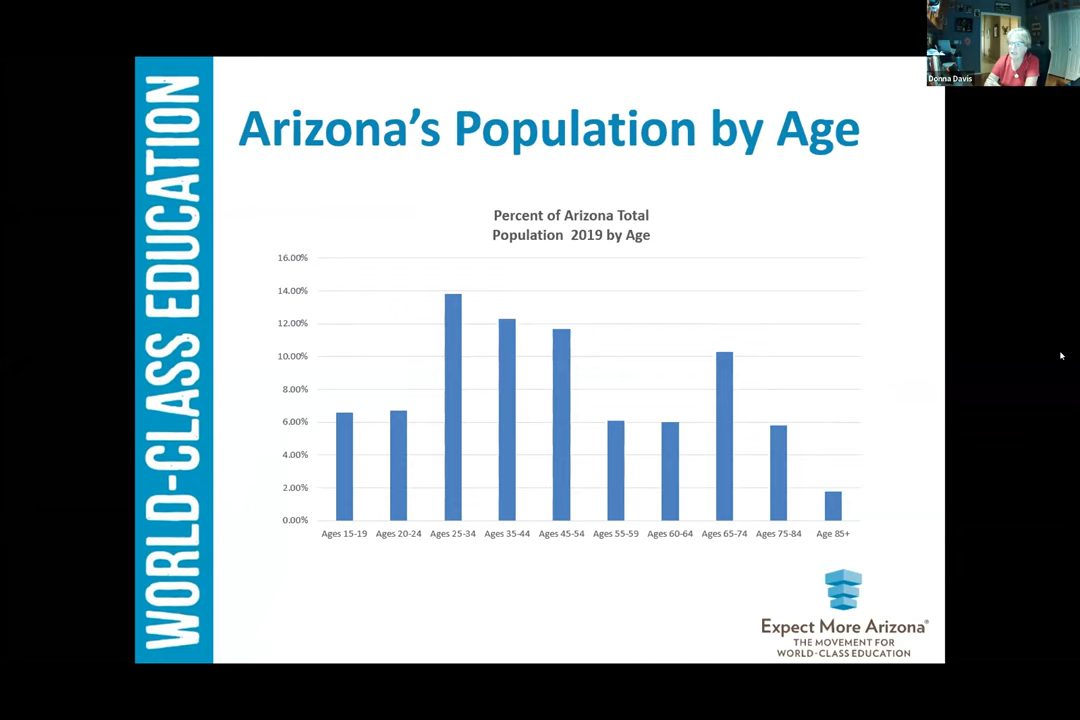 Donna Davis
WORLD-CLASS EDUCATION
Arizona's Population by Age
Percent of Arizona Total
Population 2019 by Age
16.00%
14.00%
12.00%
10.00%
8.00%
6.00%
4.00%
2.00%
0.00%
Ages 15-19 Ages 20-24 Ages 25-34 Ages 35-44 Ages 45-54 Ages 55-59 Ages 60-64 Ages 65-74 Ages 75-84 Age 85+
Expect More Arizona®
THE MOVEMENT FOR
WORLD-CLASS EDUCATION